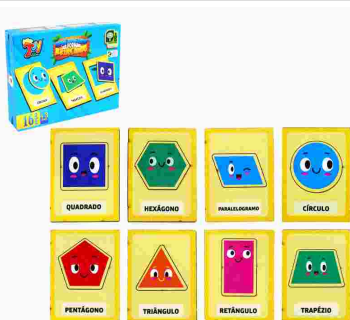 QUADRADO
HEXÁGONO
PARALELOGRAMO
CÍRCULO
PENTÁGONO
TRIÂNGULO
RETÂNGULO
TRAPÉZIO